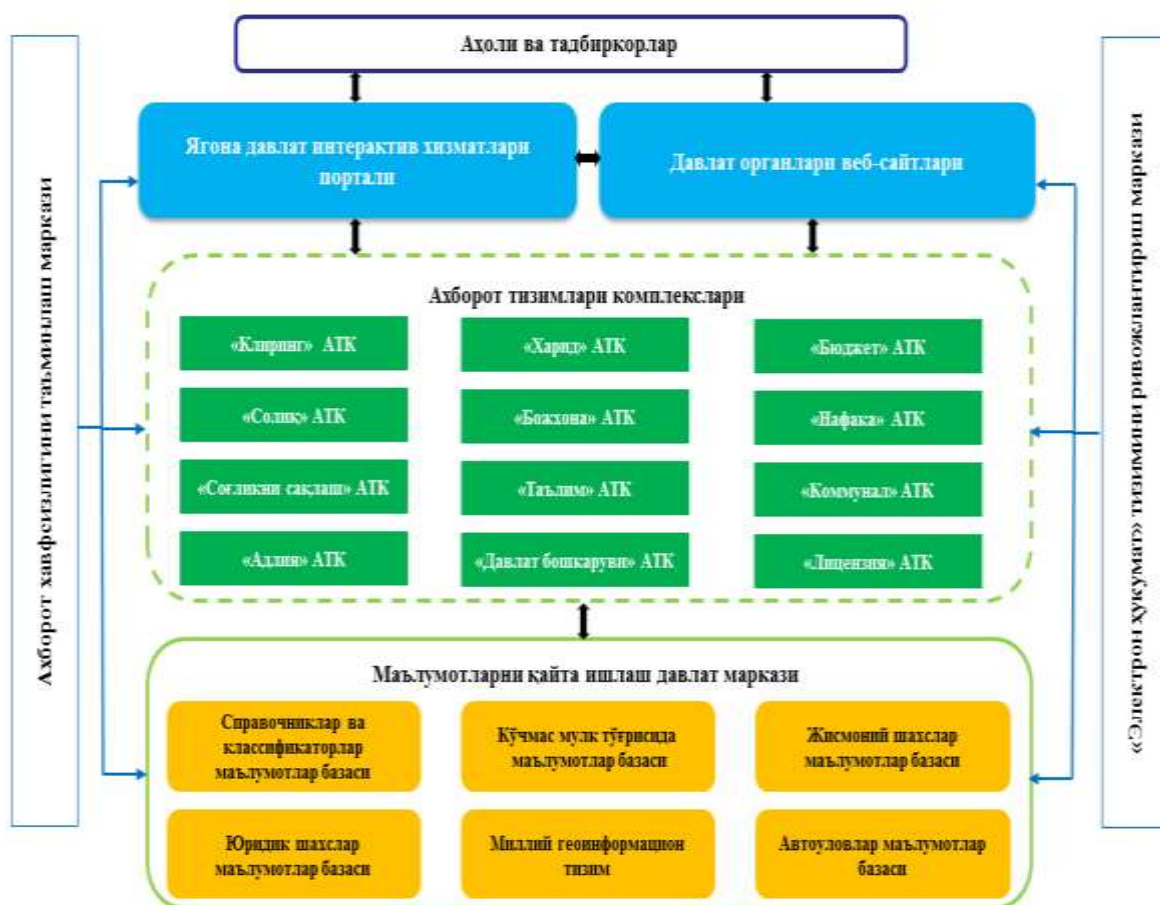 Аҳоли ва тадбиркорлар
Ягона давлат интерактив хизматлари
портали
Давлат органлари веб-сайтлари
Ахборот хавфсизлигини таъминлаш маркази
«Электрон ҳукумат» тизимини ривожлантириш маркази
Ахборот тизимлари комплекслари
«Клиринг» АТК
«Харид» АТК
«Бюджет» АТК
«Солиқ» АТК
«Божхона» АТК
«Нафака» АТК
«Соғликни сақлаш» АТК
«Таълим» АТК
«Коммунал» АТК
«Адлия» АТК
«Давлат бошкаруви» АТК
«Лицензия» АТК
Маълумотларни қайта ишлаш давлат маркази
Справочниклар ва
классификаторлар
маълумотлар базаси
Кўчмас мулк тўғрисида
маълумотлар базаси
Жисмоний шахслар
маълумотлар базаси
Юридик шахслар
маълумотлар базаси
Миллий геоинформацион
тизим
Автоуловлар маълумотлар
базаси